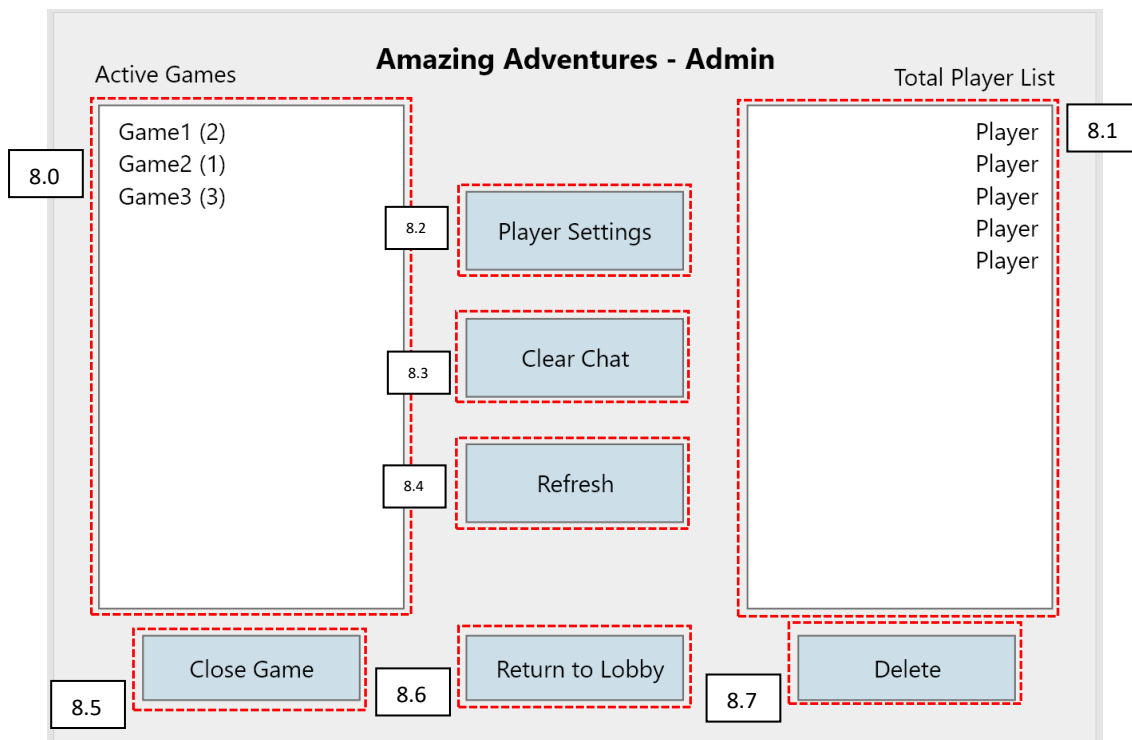 Amazing Adventures - Admin
Active Games
Total Player List
8.0
Game1 (2)
Game2 (1)
Game3 (3)
8.1
Player
Player
Player
Player
Player
8.2
Player Settings
8.3
Clear Chat
8.4
Refresh
8.5
Close Game
8.6
Return to Lobby
8.7
Delete